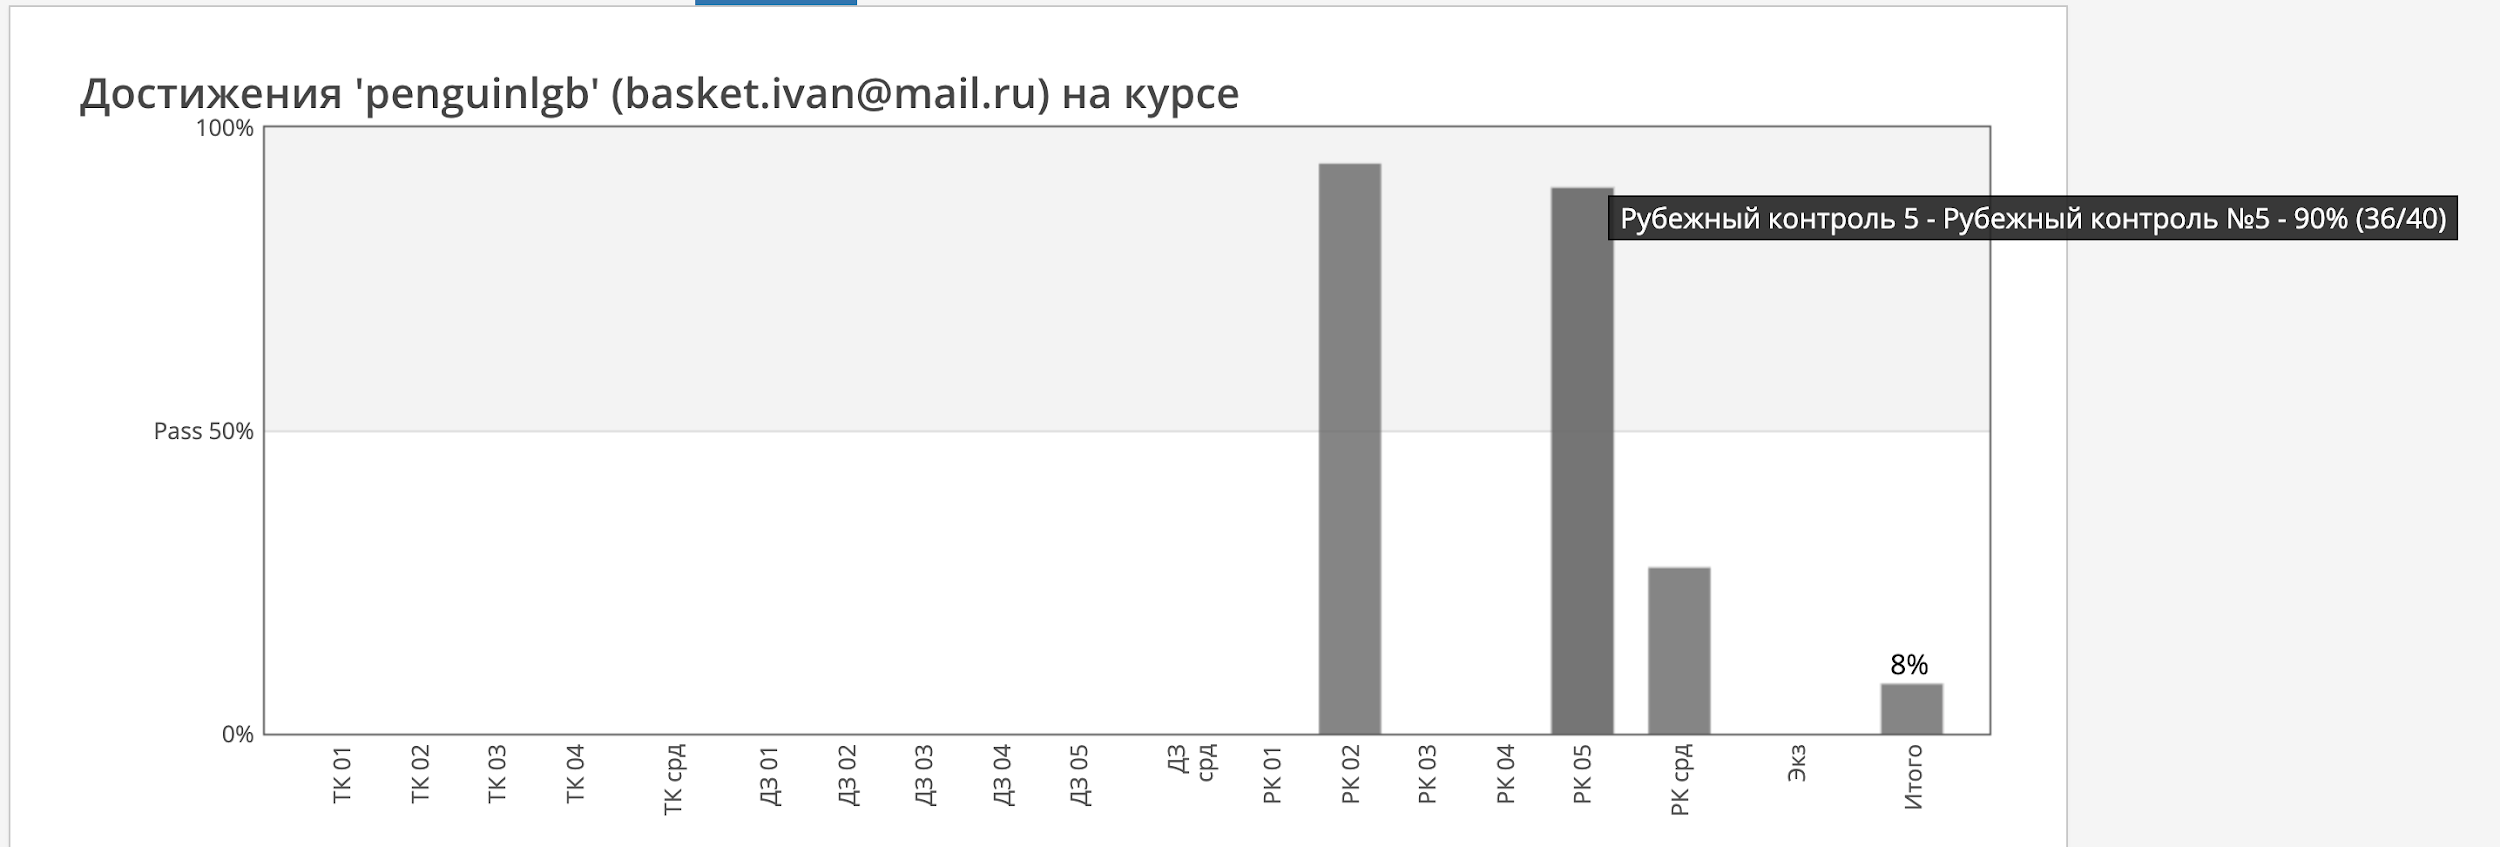 Достижения 'penguinlgb' (basket.ivan@mail.ru) на курсе
100%
Рубежный контроль 5 - Рубежный контроль №5 - 90% (36/40)
Pass 50%
8%
0%
ТК 01
ТК 02
ТК 03
ТК 04
ТК срд
ДЗ 01
ДЗ 02
ДЗ 03
ДЗ 04
ДЗ 05
ДЗ
срд
РК 01
РК 02
РК 03
РК 04
РК 05
РК срд
Экз
Итого